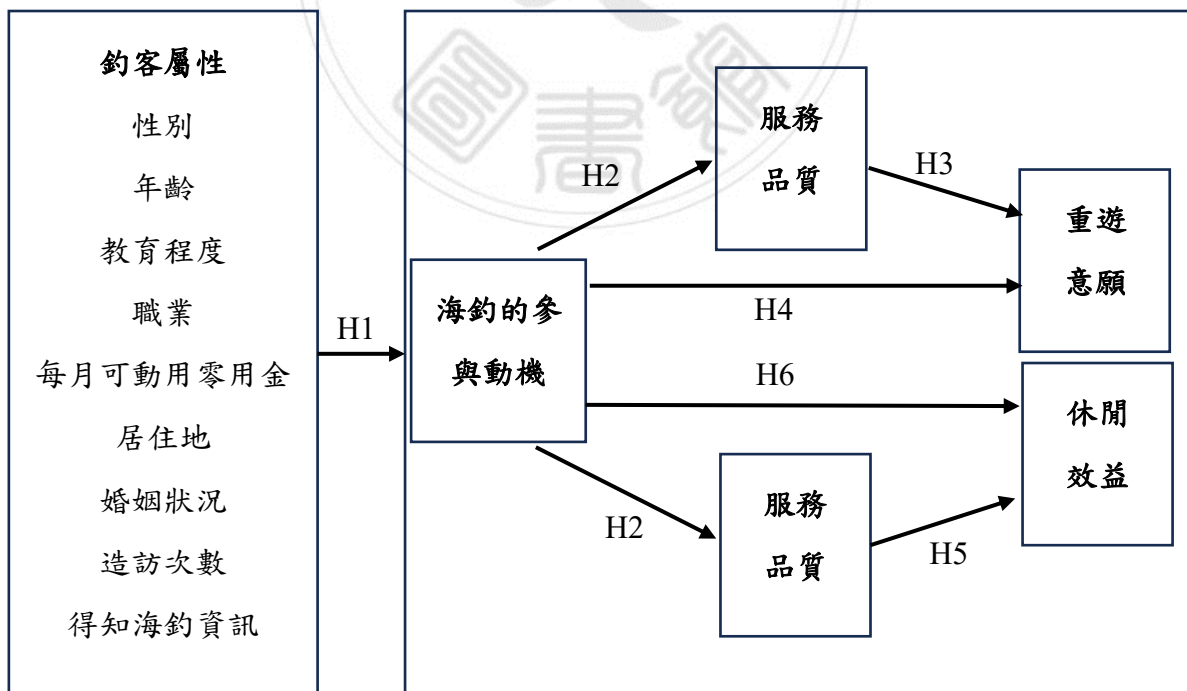 釣客屬性
性別
年齡
教育程度
職業
每月可動用零用金
居住地
婚姻狀況
造訪次數
得知海釣資訊
H1
海釣的參
與動機
H2
服務
品質
H3
重遊
意願
H4
H6
休閒
效益
H2
服務
品質
H5
書